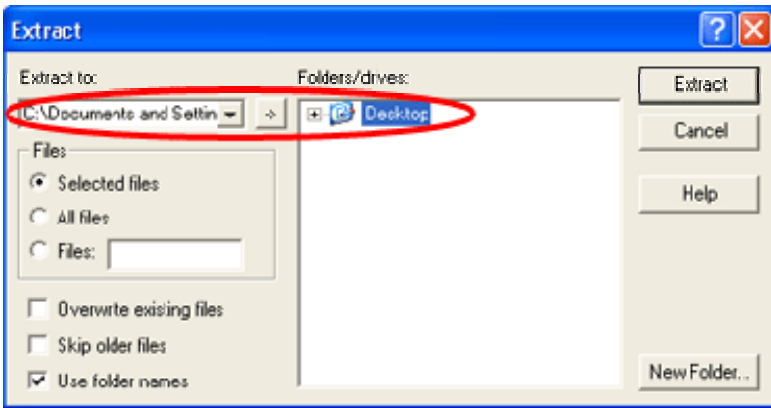 Extract
Extract to:
Folders/drives:
C:\Documents and Settin
Desktop
Extract
Cancel
Help
Files
Selected files
All files
Files:
Overwrite existing files
Skip older files
Use folder names
New Folder...